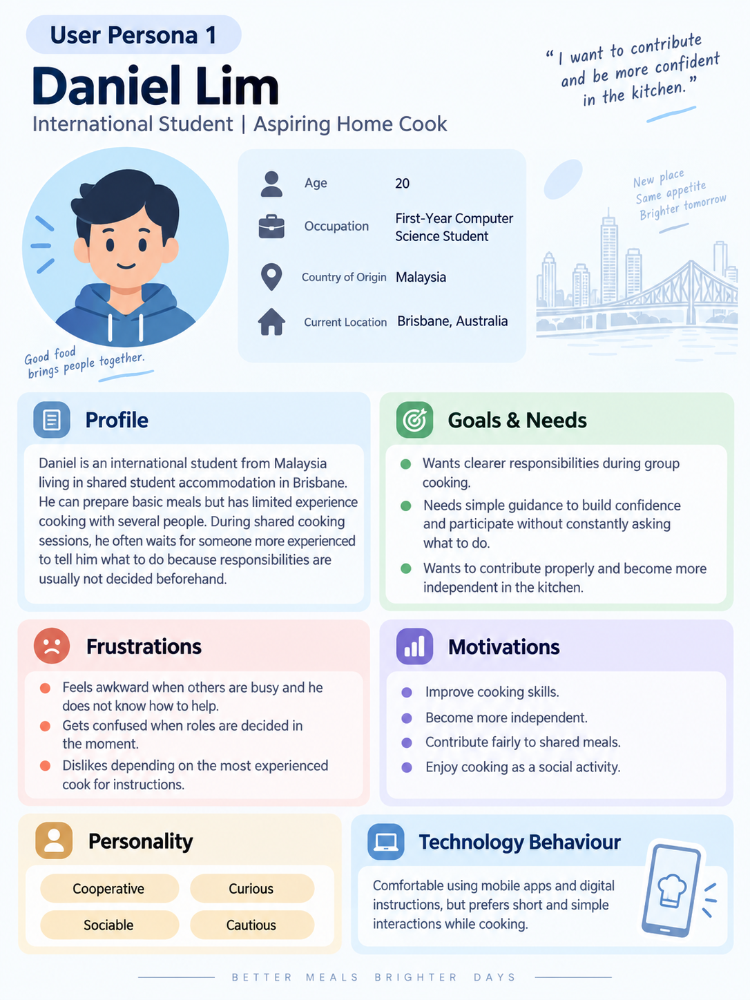 User Persona 1
Daniel Lim
International Student | Aspiring Home Cook
“ I want to contribute
and be more confident
in the kitchen.”
Good food
brings people together.
Age 20
Occupation First-Year Computer
Science Student
Country of Origin Malaysia
Current Location Brisbane, Australia
New place
Same appetite
Brighter tomorrow
Profile
Daniel is an international student from Malaysia
living in shared student accommodation in Brisbane.
He can prepare basic meals but has limited experience
cooking with several people. During shared cooking
sessions, he often waits for someone more experienced
to tell him what to do because responsibilities are
usually not decided beforehand.
Goals & Needs
Wants clearer responsibilities during group
cooking.
Needs simple guidance to build confidence
and participate without constantly asking
what to do.
Wants to contribute properly and become more
independent in the kitchen.
Frustrations
Feels awkward when others are busy and he
does not know how to help.
Gets confused when roles are decided in
the moment.
Dislikes depending on the most experienced
cook for instructions.
Motivations
Improve cooking skills.
Become more independent.
Contribute fairly to shared meals.
Enjoy cooking as a social activity.
Personality
Cooperative
Curious
Sociable
Cautious
Technology Behaviour
Comfortable using mobile apps and digital
instructions, but prefers short and simple
interactions while cooking.
BETTER MEALS BRIGHTER DAYS